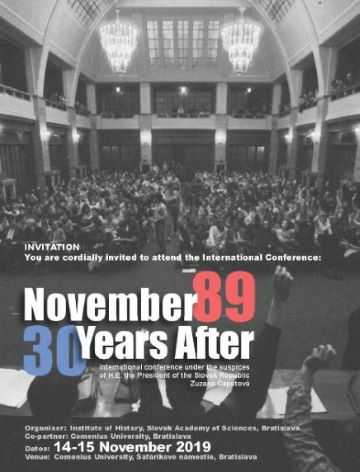 INVITATION
You are cordially invited to attend the International Conference:
November89
30Years After
international conference under the auspices
of H.E. the President of the Slovak Republic
Zuzana Čaputová
Organiser: Institute of History, Slovak Academy of Sciences, Bratislava
Co-partner: Comenius University, Bratislava
Dates: 14-15 November 2019
Venue: Comenius University, Šafárikovo námestie, Bratislava